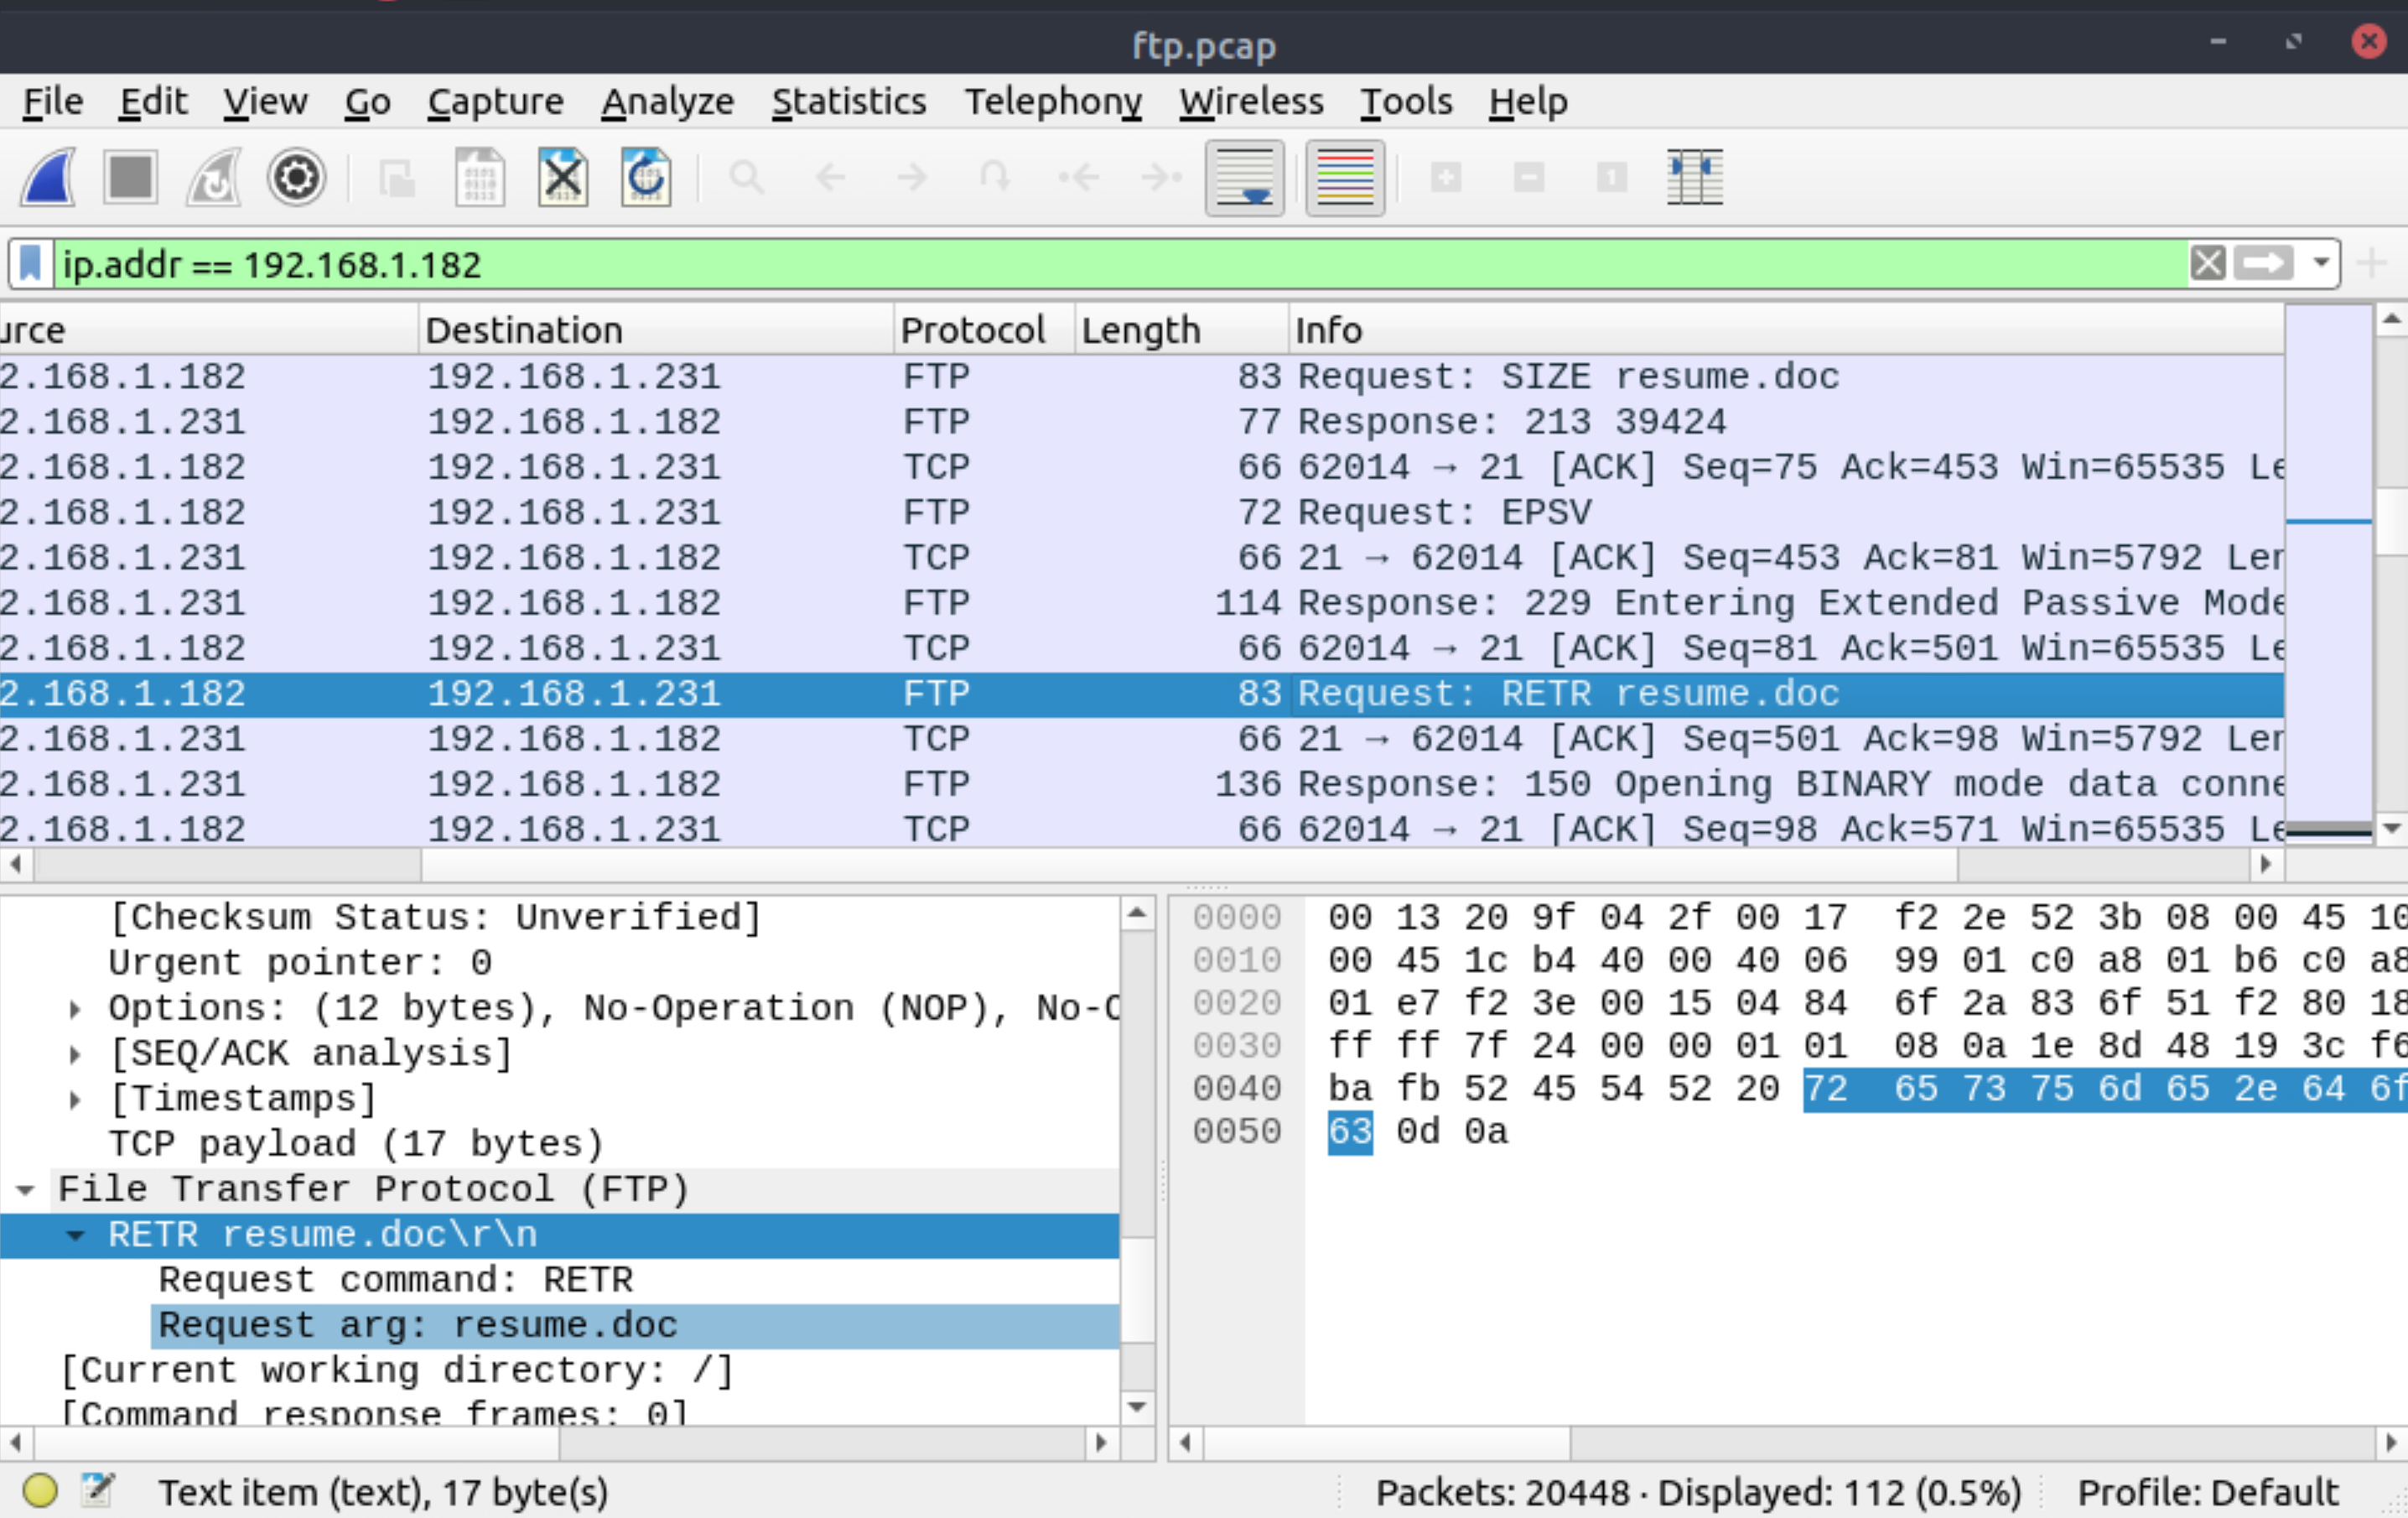 ftp.pcap
File Edit View Go Capture Analyze Statistics Telephony Wireless Tools Help
ip.addr == 192.168.1.182
urce Destination Protocol Length Info
2.168.1.182 192.168.1.231 FTP 83 Request: SIZE resume.doc
2.168.1.231 192.168.1.182 FTP 77 Response: 213 39424
2.168.1.182 192.168.1.231 TCP 66 62014 → 21 [ACK] Seq=75 Ack=453 Win=65535 Le
2.168.1.182 192.168.1.231 FTP 72 Request: EPSV
2.168.1.231 192.168.1.182 TCP 66 21 → 62014 [ACK] Seq=453 Ack=81 Win=5792 Len
2.168.1.231 192.168.1.182 FTP 114 Response: 229 Entering Extended Passive Mode
2.168.1.182 192.168.1.231 TCP 66 62014 → 21 [ACK] Seq=81 Ack=501 Win=65535 Le
2.168.1.182 192.168.1.231 FTP 83 Request: RETR resume.doc
2.168.1.231 192.168.1.182 TCP 66 21 → 62014 [ACK] Seq=501 Ack=98 Win=5792 Len
2.168.1.231 192.168.1.182 FTP 136 Response: 150 Opening BINARY mode data conne
2.168.1.182 192.168.1.231 TCP 66 62014 → 21 [ACK] Seq=98 Ack=571 Win=65535 Le
[Checksum Status: Unverified]
Urgent pointer: 0
Options: (12 bytes), No-Operation (NOP), No-O
[SEQ/ACK analysis]
[Timestamps]
TCP payload (17 bytes)
File Transfer Protocol (FTP)
RETR resume.doc\r\n
Request command: RETR
Request arg: resume.doc
[Current working directory: /]
[Command response frames: 0]
0000 00 13 20 9f 04 2f 00 17 f2 2e 52 3b 08 00 45 10
0010 00 45 1c b4 40 00 40 06 99 01 c0 a8 01 b6 c0 a8
0020 01 e7 f2 3e 00 15 04 84 6f 2a 83 6f 51 f2 80 18
0030 ff ff 7f 24 00 00 01 01 08 0a 1e 8d 48 19 3c f6
0040 ba fb 52 45 54 52 20 72 65 73 75 6d 65 2e 64 6f
0050 63 0d 0a
Text item (text), 17 byte(s) Packets: 20448 · Displayed: 112 (0.5%) Profile: Default